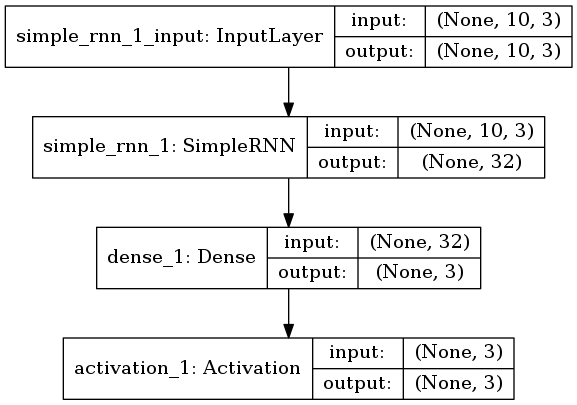 simple_rnn_1_input: InputLayer
input: (None, 10, 3)
output: (None, 10, 3)
simple_rnn_1: SimpleRNN
input: (None, 10, 3)
output: (None, 32)
dense_1: Dense
input: (None, 32)
output: (None, 3)
activation_1: Activation
input: (None, 3)
output: (None, 3)